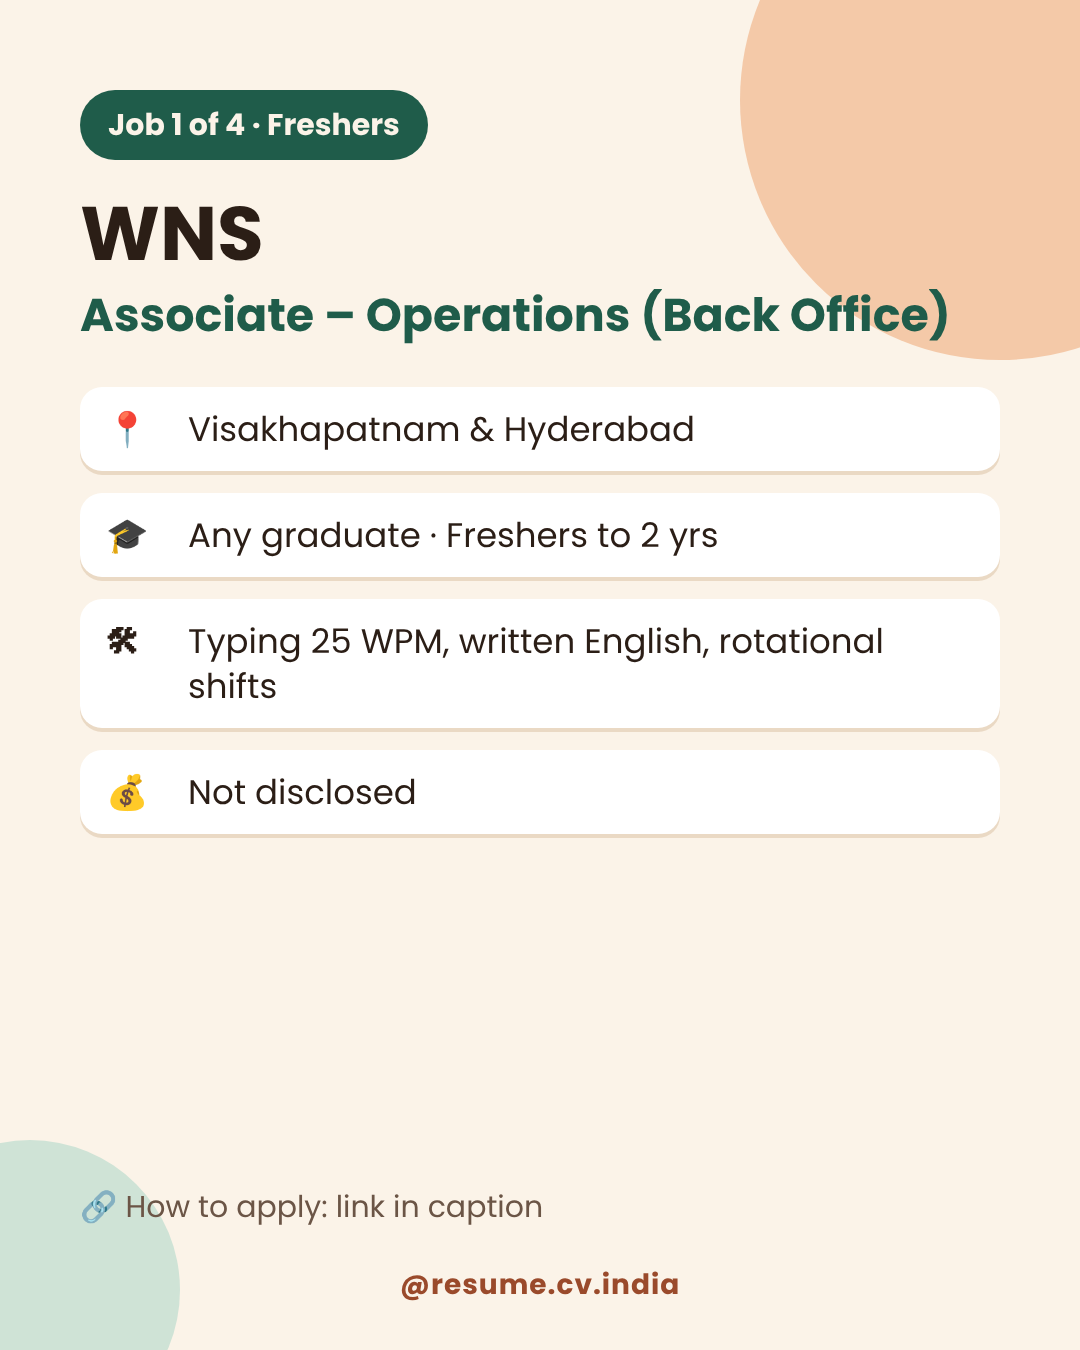 Job 1 of 4 · Freshers
WNS
Associate – Operations (Back Office)
Visakhapatnam & Hyderabad
Any graduate · Freshers to 2 yrs
Typing 25 WPM, written English, rotational
shifts
Not disclosed
How to apply: link in caption
@resume.cv.india